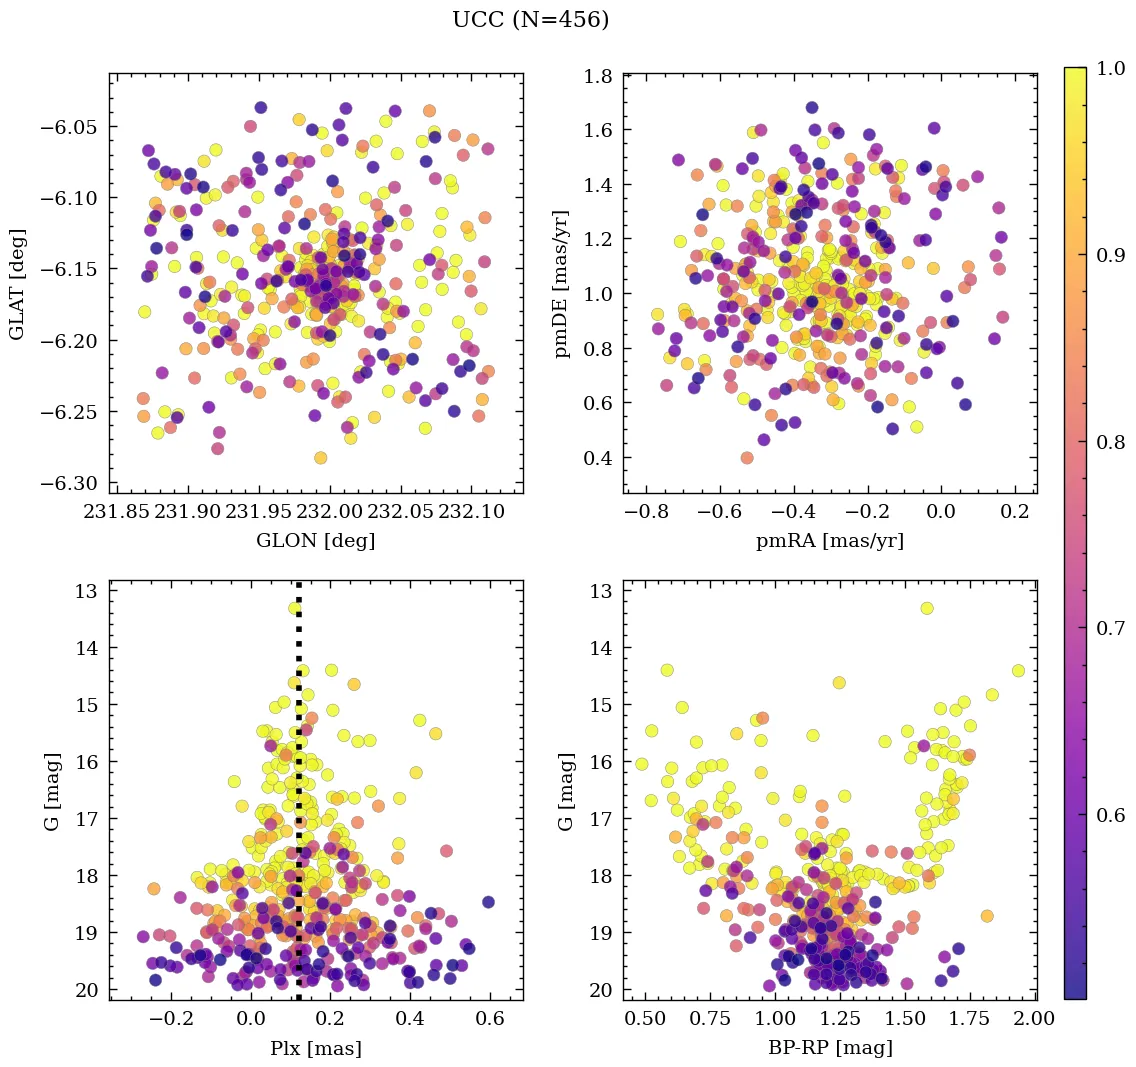 UCC (N=456)
−6.05
−6.10
−6.15
−6.20
−6.25
−6.30
GLAT [deg]
231.85 231.90 231.95 232.00 232.05 232.10
GLON [deg]
1.8
1.6
1.4
1.2
1.0
0.8
0.6
0.4
pmDE [mas/yr]
−0.8 −0.6 −0.4 −0.2 0.0 0.2
pmRA [mas/yr]
1.0
0.9
0.8
0.7
0.6
13
14
15
16
17
18
19
20
G [mag]
−0.2 0.0 0.2 0.4 0.6
Plx [mas]
13
14
15
16
17
18
19
20
G [mag]
0.50 0.75 1.00 1.25 1.50 1.75 2.00
BP-RP [mag]